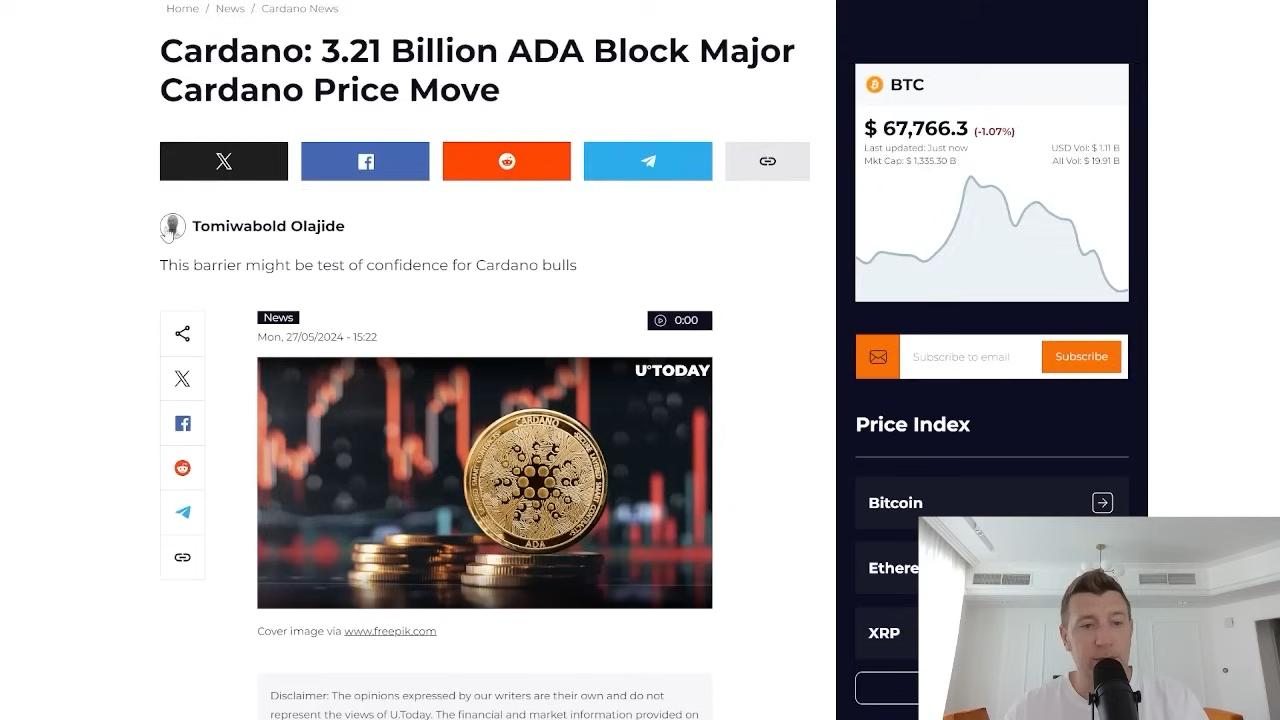 Home / News / Cardano News
Cardano: 3.21 Billion ADA Block Major
Cardano Price Move
Tomiwabold Olajide
This barrier might be test of confidence for Cardano bulls
News
0:00
Mon, 27/05/2024 - 15:22
U.TODAY
CARDANO
ADA
Cover image via www.freepik.com
Disclaimer: The opinions expressed by our writers are their own and do not
represent the views of U.Today. The financial and market information provided on
BTC
$ 67,766.3 (-1.07%)
Last updated: Just now
USD Vol: $ 1.11 B
Mkt Cap: $ 1,335.30 B
All Vol: $ 19.91 B
Subscribe to email
Subscribe
Price Index
Bitcoin
Ethere
XRP